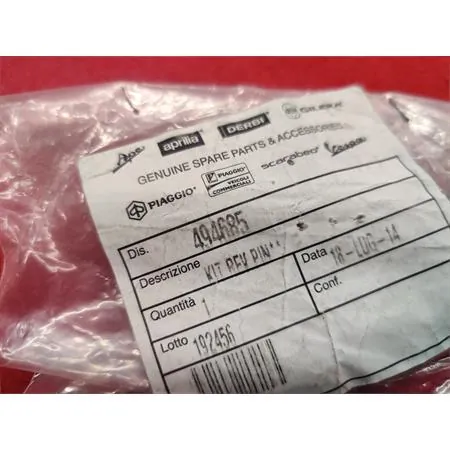 Ape aprilia DERBI GILERA
GENUINE SPARE PARTS & ACCESSORIES
PIAGGIO PIAGGIO VEICOLI COMMERCIALI scarabeo Vespa
Dis. 494685
Descrizione KIT REV PIN**
Data 18-LUG-14
Quantità 1
Conf.
Lotto 192456